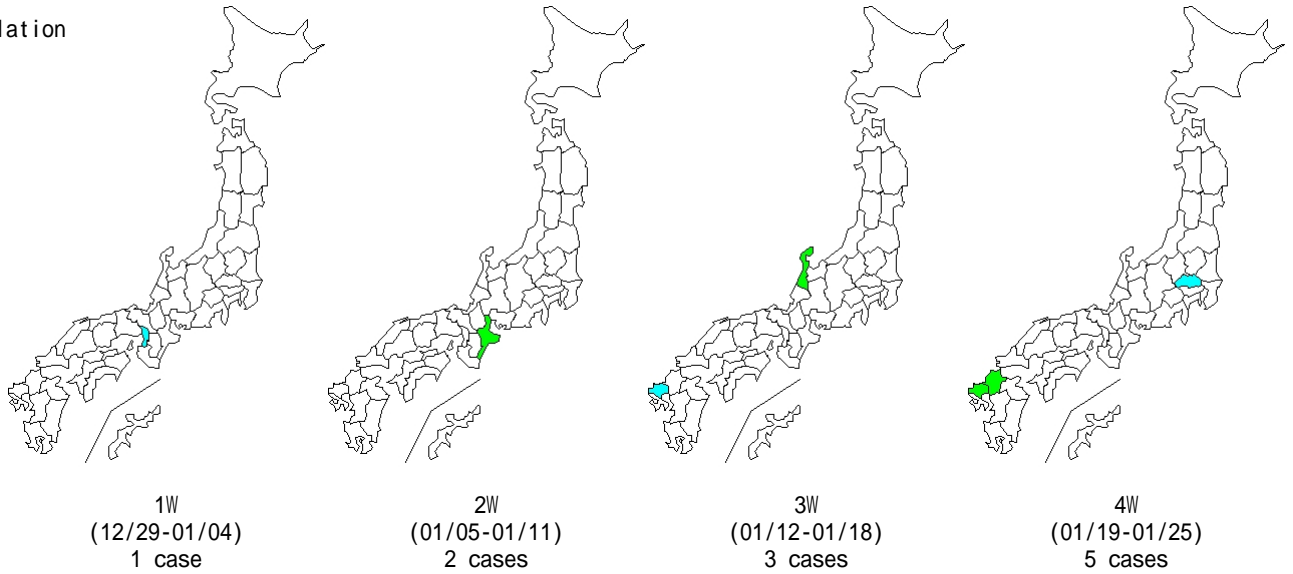 1W
(12/29-01/04)
1 case
2W
(01/05-01/11)
2 cases
3W
(01/12-01/18)
3 cases
4W
(01/19-01/25)
5 cases